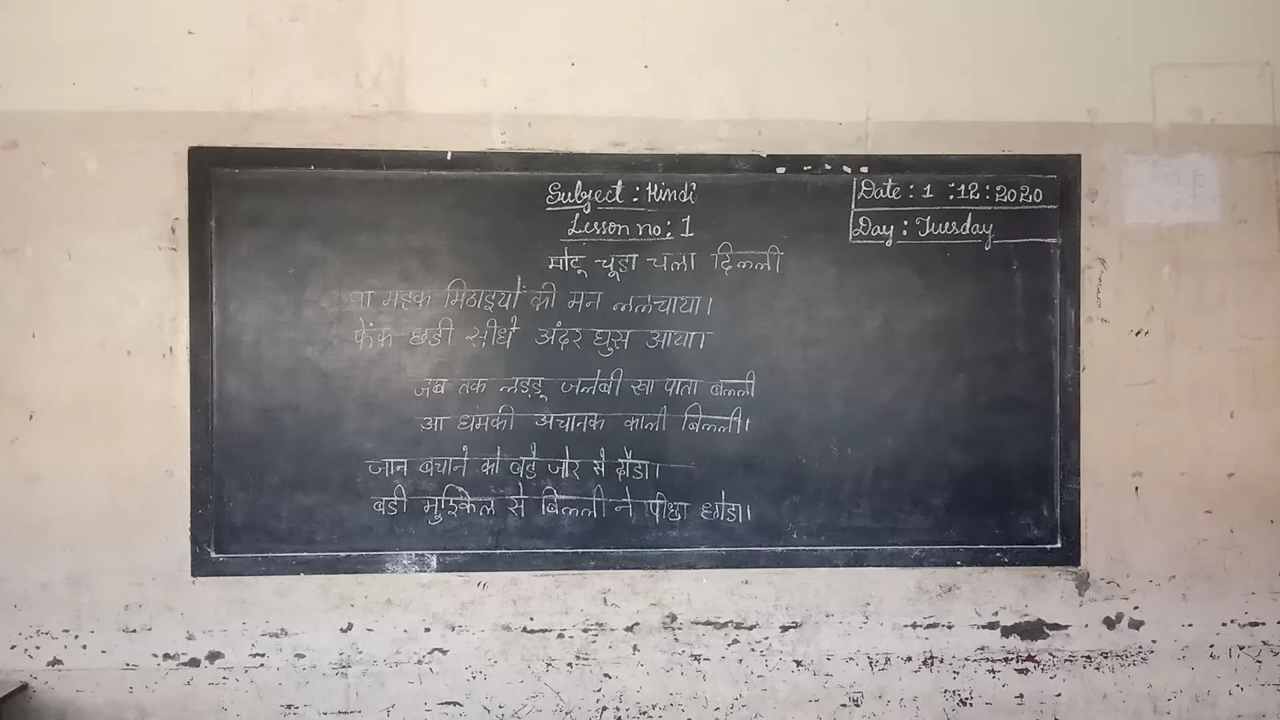 Subject : Hindi
Date : 1 : 12 : 2020
Lesson no : 1
Day : Tuesday
मोटू चूहा चला दिल्ली
पा महक मिठाइयों की मन ललचाया।
फेंक छडी सीधे अंदर घुस आया।
जब तक लड्डू जलेबी खा पाता बल्ली
आ धमकी अचानक काली बिल्ली।
जान बचाने को बड़े जोर से दौडा।
बडी मुश्किल से बिल्ली ने पीछा छोडा।